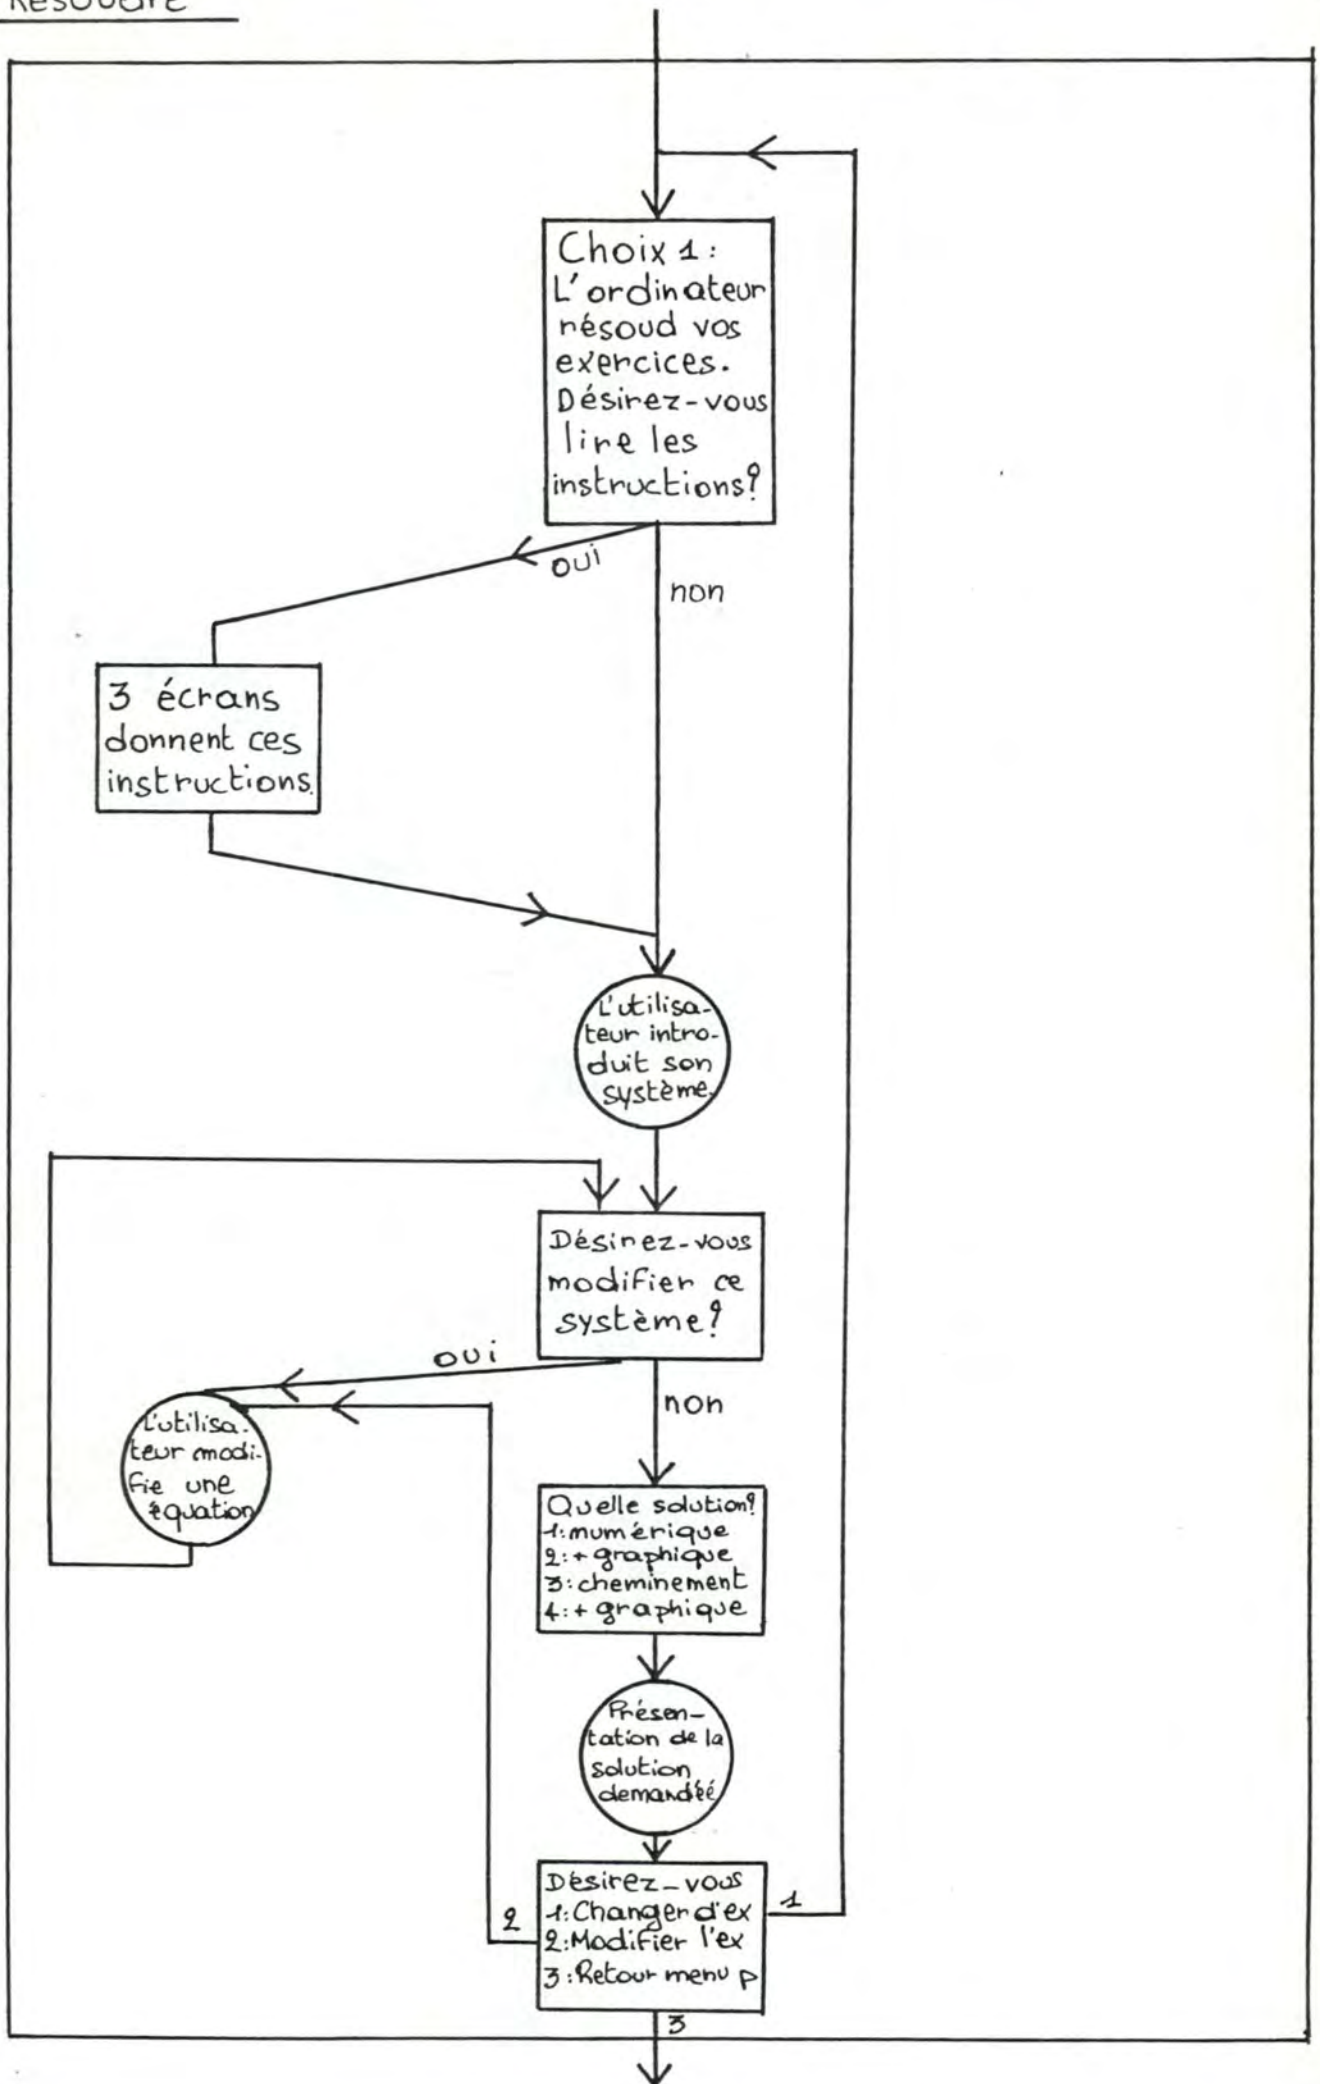 Résoudre
Choix 1:
L'ordinateur
résoud vos
exercices.
Désirez-vous
lire les
instructions?
oui
non
3 écrans
donnent ces
instructions.
L'utilisa-
teur intro-
duit son
système.
Désirez-vous
modifier ce
système?
oui
non
L'utilisa-
teur modi-
fie une
équation
Quelle solution?
1:numérique
2:+ graphique
3:cheminement
4:+ graphique
Présen-
tation de la
solution
demandéé
Désirez-vous
1:Changer d'ex
2:Modifier l'ex
3:Retour menu p
1
2
3